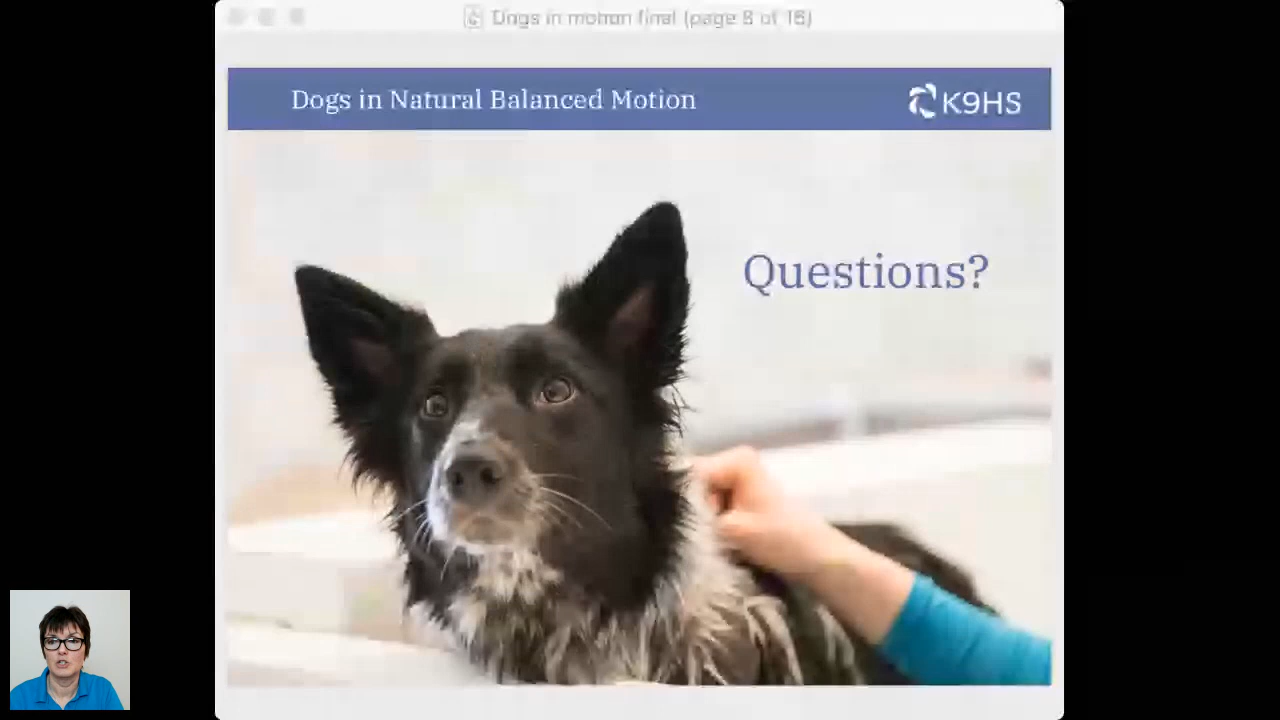 Dogs in motion final (page 8 of 16)
Dogs in Natural Balanced Motion
K9HS
Questions?